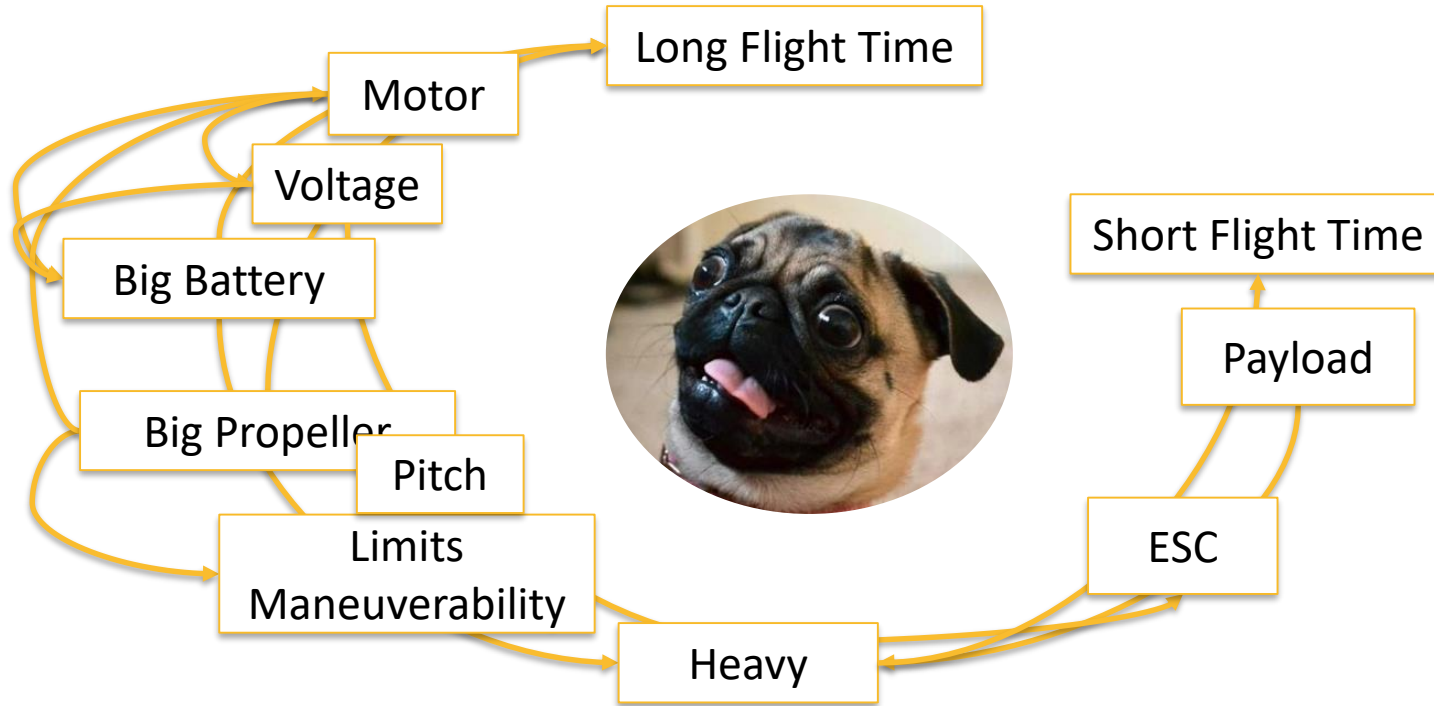 Long Flight Time
Motor
Voltage
Short Flight Time
Big Battery
Payload
Big Propeller
Pitch
Limits
Maneuverability
ESC
Heavy